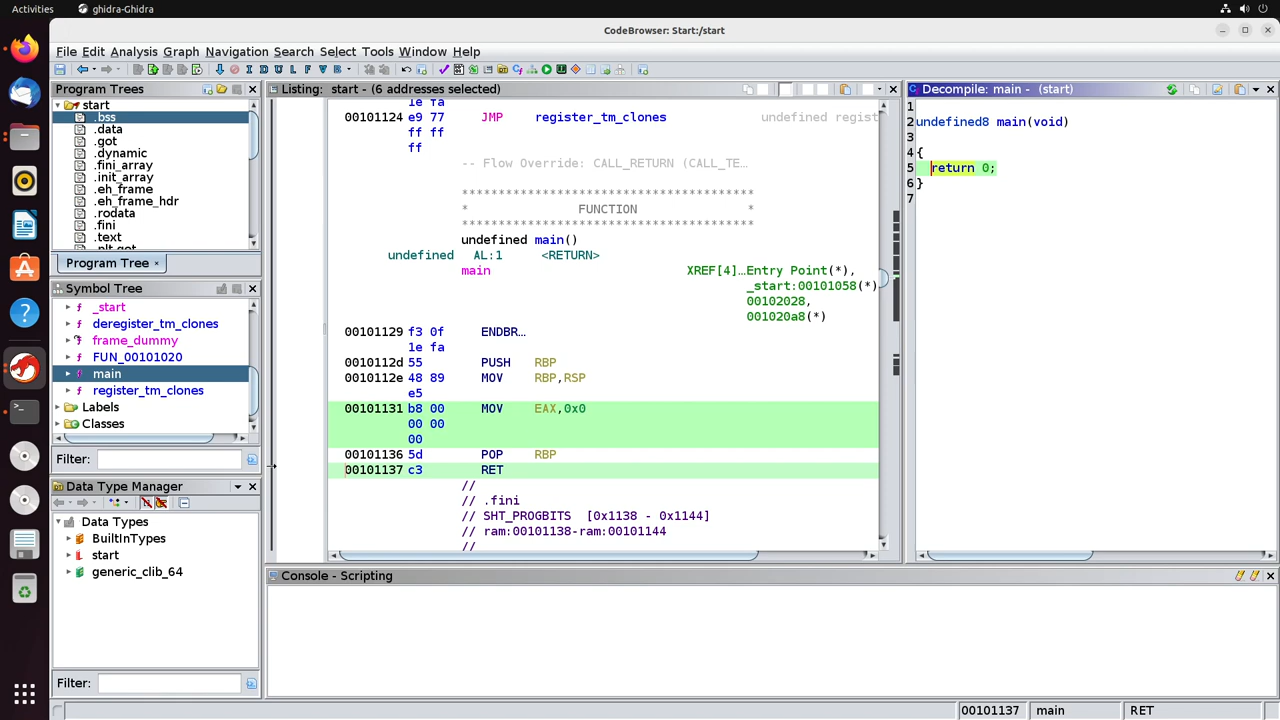 Activities
ghidra-Ghidra
CodeBrowser: Start:/start
File Edit Analysis Graph Navigation Search Select Tools Window Help
I D U L F V B
Program Trees
start
.bss
.data
.got
.dynamic
.fini_array
.init_array
.eh_frame
.eh_frame_hdr
.rodata
.fini
.text
Program Tree ×
Symbol Tree
_start
deregister_tm_clones
frame_dummy
FUN_00101020
main
register_tm_clones
Labels
Classes
Filter:
Data Type Manager
Data Types
BuiltInTypes
start
generic_clib_64
Filter:
Listing: start - (6 addresses selected)
1e fa
00101124 e9 77 JMP register_tm_clones undefined regist
ff ff
ff
-- Flow Override: CALL_RETURN (CALL_TE…
**************************************
* FUNCTION *
**************************************
undefined main()
undefined AL:1 <RETURN>
main XREF[4]…Entry Point(*),
_start:00101058(*)
00102028,
001020a8(*)
00101129 f3 0f ENDBR…
1e fa
0010112d 55 PUSH RBP
0010112e 48 89 MOV RBP,RSP
e5
00101131 b8 00 MOV EAX,0x0
00 00
00
00101136 5d POP RBP
00101137 c3 RET
//
// .fini
// SHT_PROGBITS [0x1138 - 0x1144]
// ram:00101138-ram:00101144
//
Decompile: main - (start)
1
2 undefined8 main(void)
3
4 {
5 return 0;
6 }
7
Console - Scripting
00101137 main RET